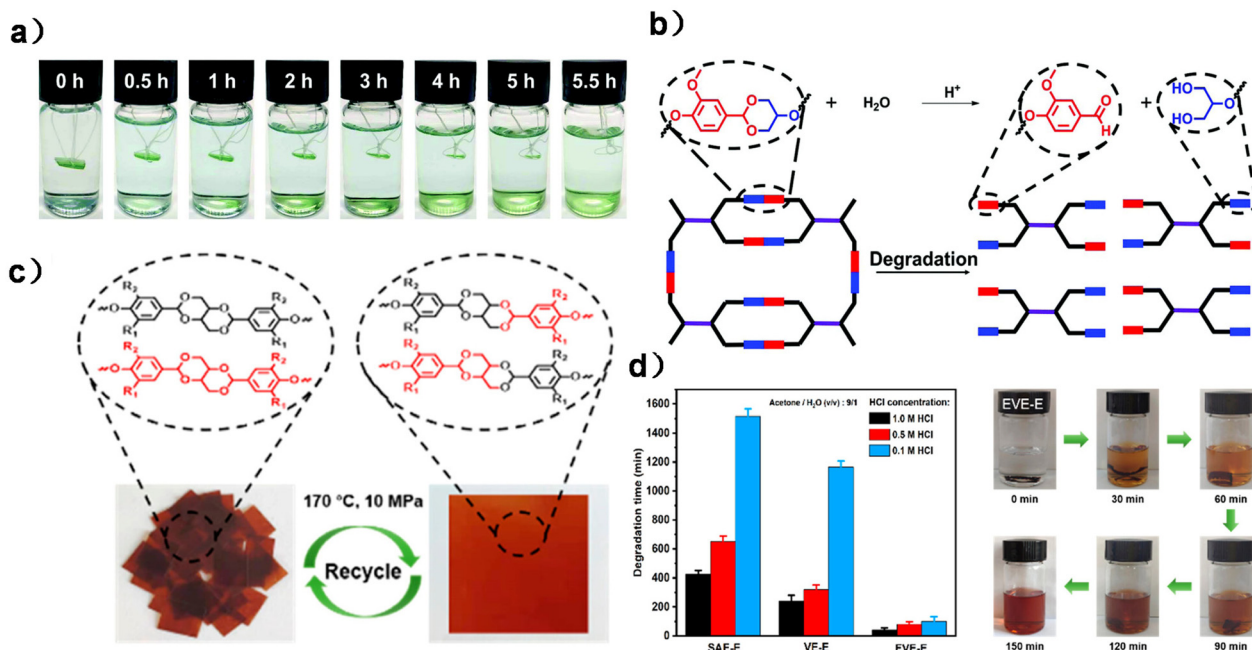 a)
0 h
0.5 h
1 h
2 h
3 h
4 h
5 h
5.5 h
b)
+
H₂O
H⁺
+
HO
HO
O
O
O
O
O
O
O
O
H
Degradation
c)
R₂
R₂
O
O
O
O
O
O
R₁
R₁
R₂
R₂
O
O
O
O
O
O
R₁
R₁
R₂
R₂
O
O
O
O
O
O
R₁
R₁
R₂
R₂
O
O
O
O
O
O
R₁
R₁
170 °C, 10 MPa
Recycle
d)
Degradation time (min)
1600
1400
1200
1000
800
600
400
200
0
Acetone / H₂O (v/v) : 9/1
HCl concentration:
1.0 M HCl
0.5 M HCl
0.1 M HCl
SAE-E
VE-E
EVE-E
EVE-E
0 min
30 min
60 min
150 min
120 min
90 min